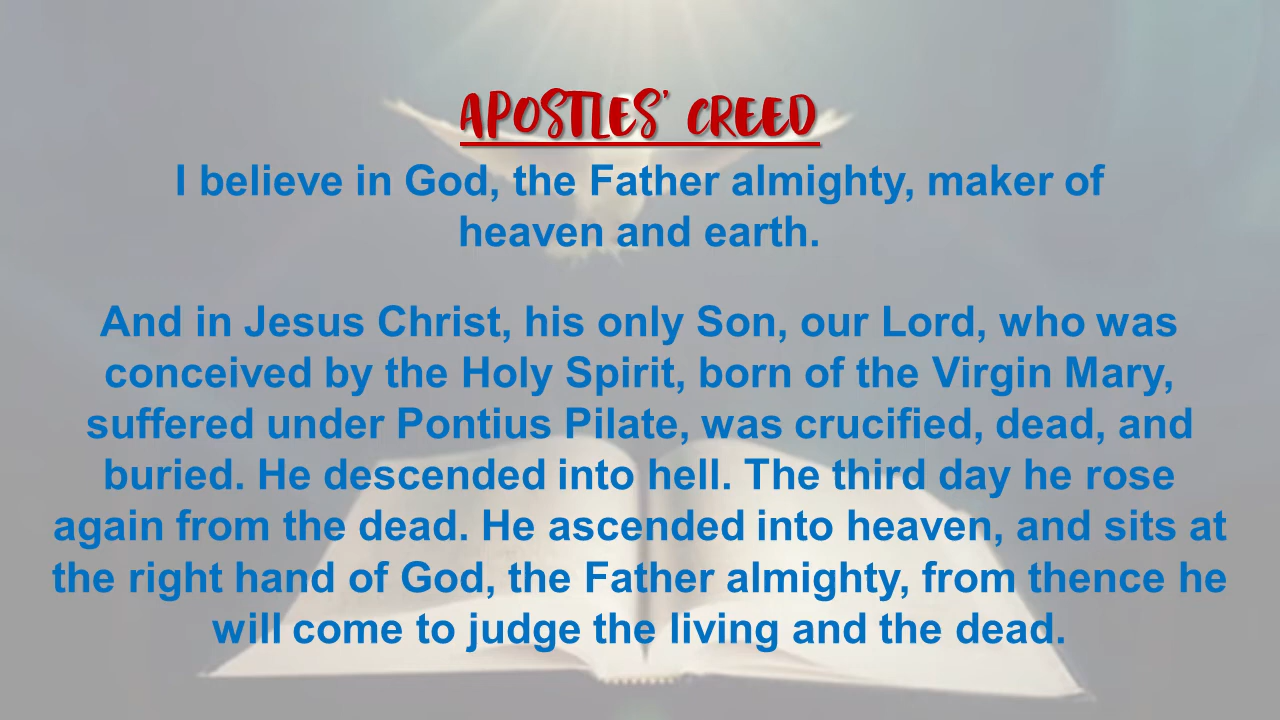 APOSTLES' CREED
I believe in God, the Father almighty, maker of
heaven and earth.
And in Jesus Christ, his only Son, our Lord, who was
conceived by the Holy Spirit, born of the Virgin Mary,
suffered under Pontius Pilate, was crucified, dead, and
buried. He descended into hell. The third day he rose
again from the dead. He ascended into heaven, and sits at
the right hand of God, the Father almighty, from thence he
will come to judge the living and the dead.